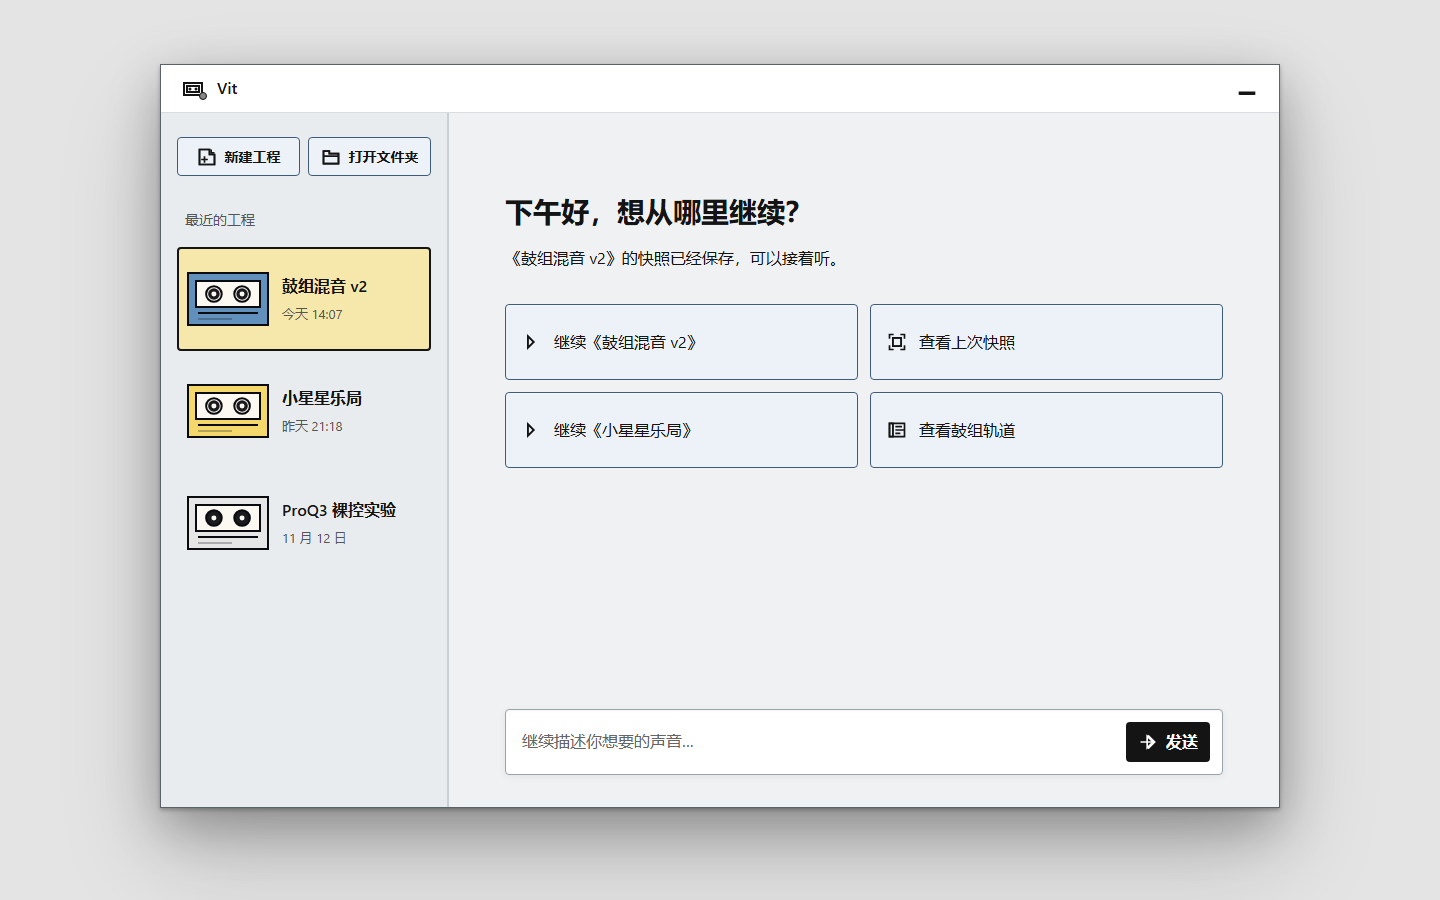 Vit
新建工程
打开文件夹
最近的工程
鼓组混音 v2
今天 14:07
小星星乐局
昨天 21:18
ProQ3 裸控实验
11 月 12 日
下午好，想从哪里继续？
《鼓组混音 v2》的快照已经保存，可以接着听。
继续《鼓组混音 v2》
查看上次快照
继续《小星星乐局》
查看鼓组轨道
继续描述你想要的声音...
发送